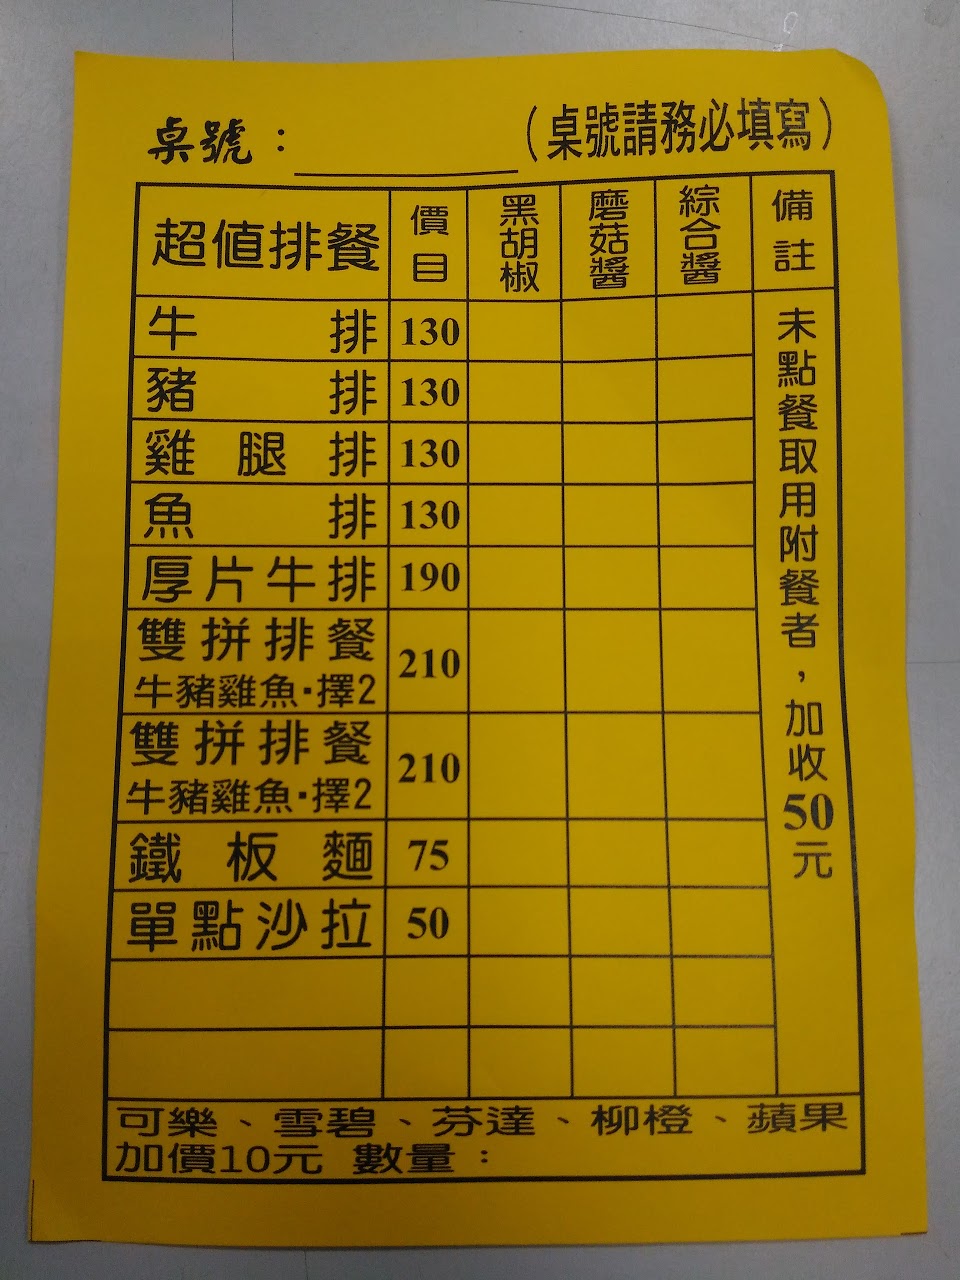 桌號：
（桌號請務必填寫）
超值排餐 價目 黑胡椒 磨菇醬 綜合醬 備註
牛排 130
豬排 130
雞腿排 130
魚排 130
厚片牛排 190
雙拼排餐
牛豬雞魚·擇2 210
雙拼排餐
牛豬雞魚·擇2 210
鐵板麵 75
單點沙拉 50
未點餐取用附餐者，加收50元
可樂、雪碧、芬達、柳橙、蘋果
加價10元 數量：